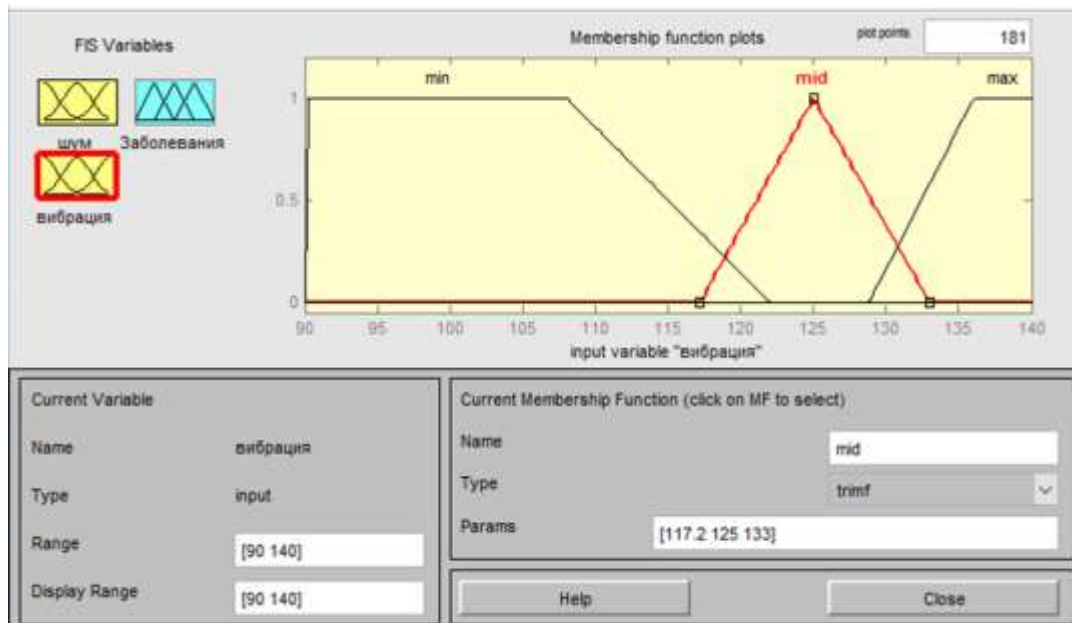 FIS Variables
Membership function plots
plot points:
181
шум
Заболевания
вибрация
min
mid
max
1
0.5
0
90 95 100 105 110 115 120 125 130 135 140
input variable "вибрация"
Current Variable
Name вибрация
Type input
Range [90 140]
Display Range [90 140]
Current Membership Function (click on MF to select)
Name mid
Type trimf
Params [117.2 125 133]
Help
Close